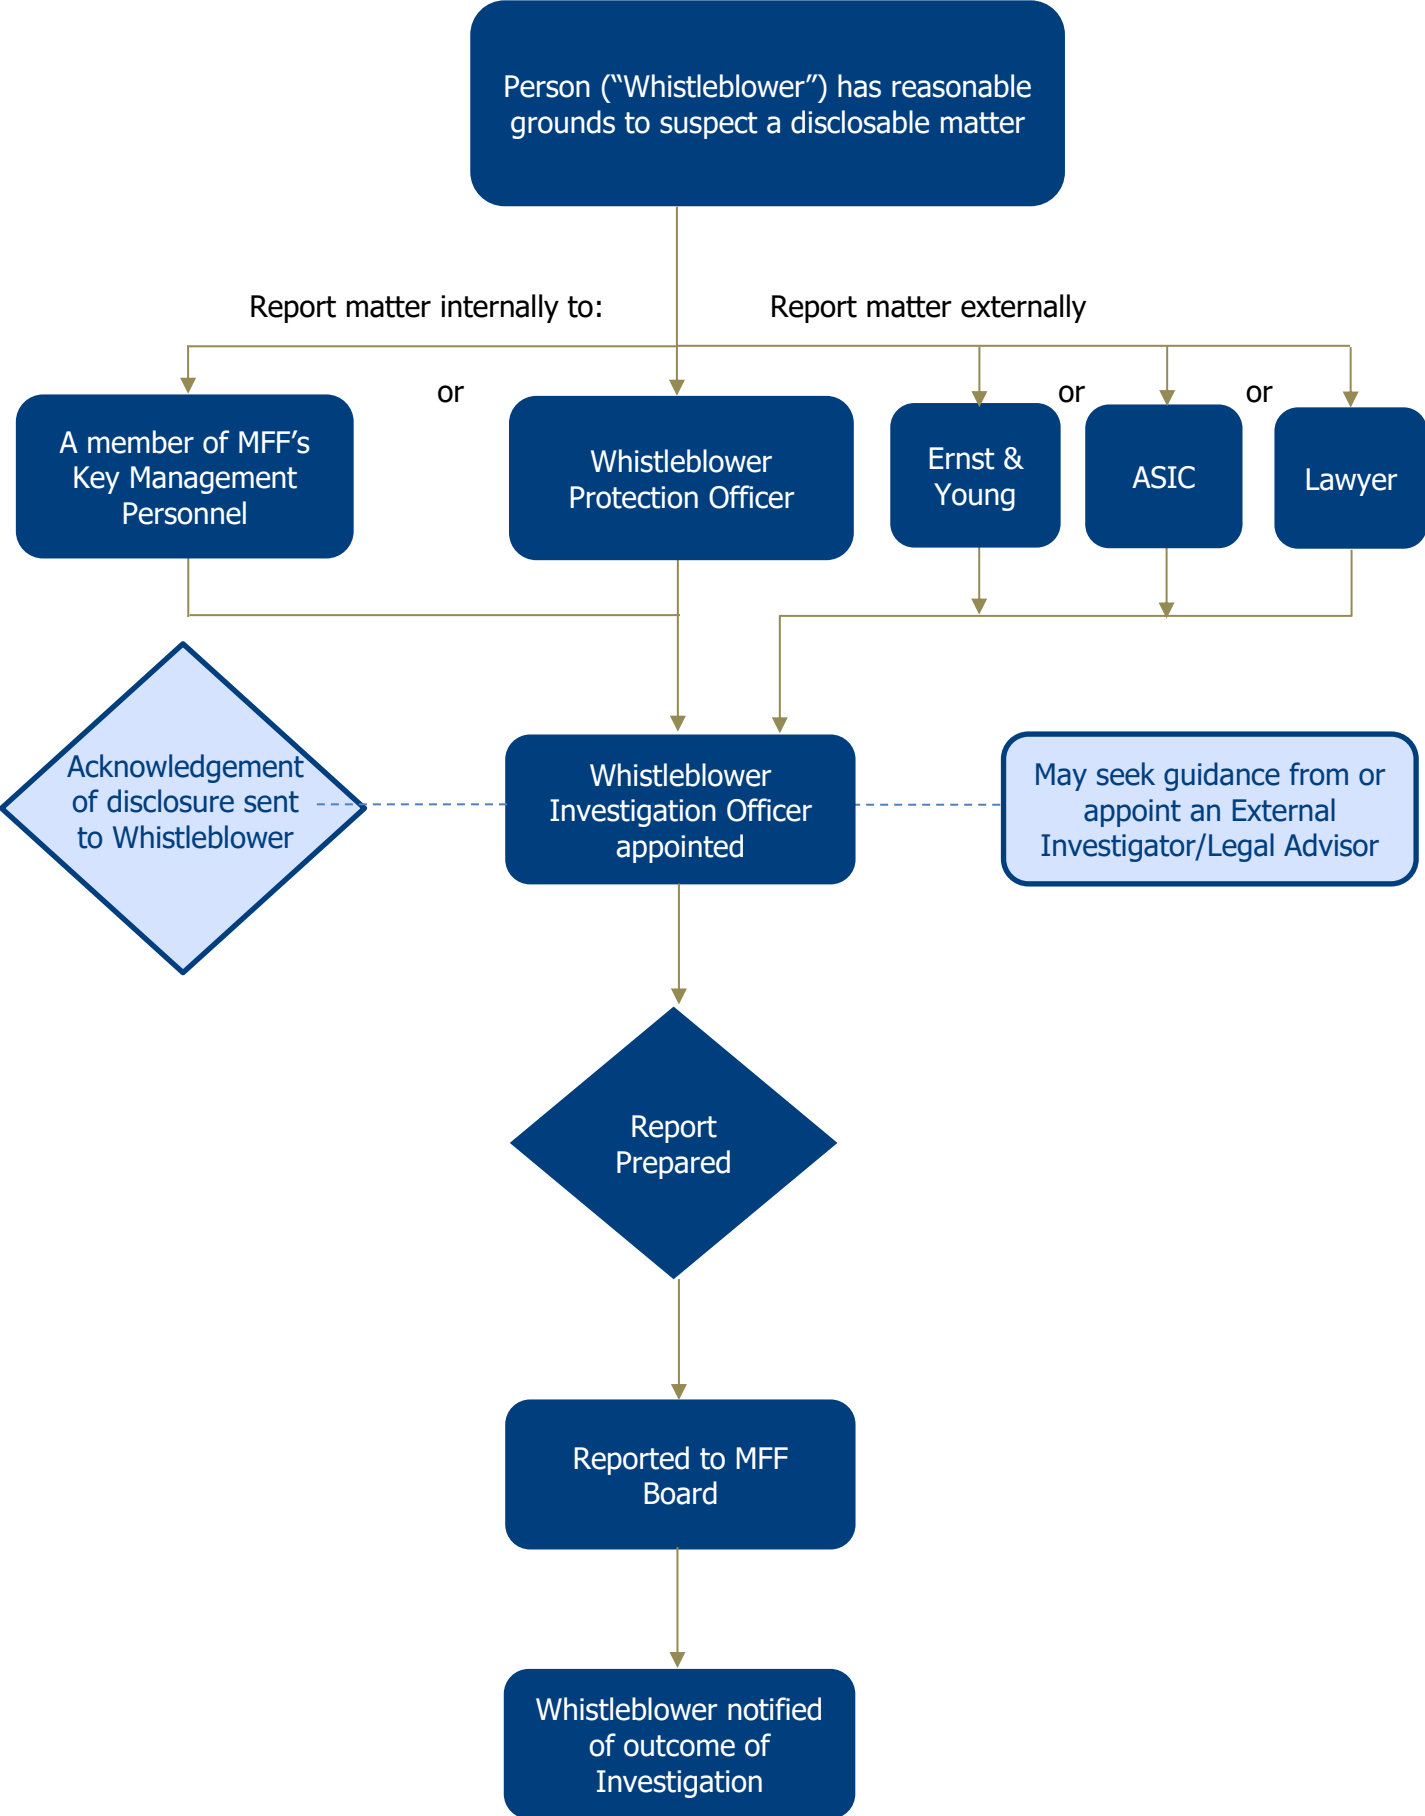 Person (“Whistleblower”) has reasonable
grounds to suspect a disclosable matter
Report matter internally to:
Report matter externally
or
or
or
A member of MFF’s
Key Management
Personnel
Whistleblower
Protection Officer
Ernst &
Young
ASIC
Lawyer
Acknowledgement
of disclosure sent
to Whistleblower
Whistleblower
Investigation Officer
appointed
May seek guidance from or
appoint an External
Investigator/Legal Advisor
Report
Prepared
Reported to MFF
Board
Whistleblower notified
of outcome of
Investigation